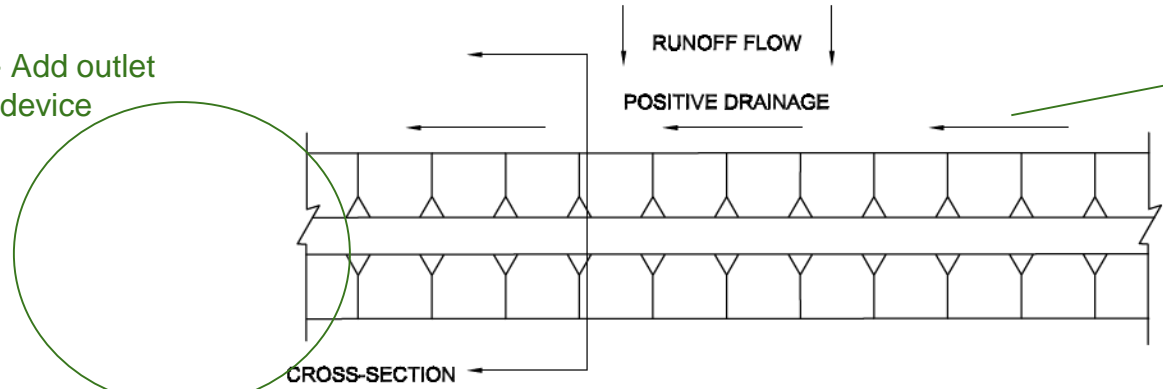 Add outlet
device
RUNOFF FLOW
POSITIVE DRAINAGE
CROSS-SECTION